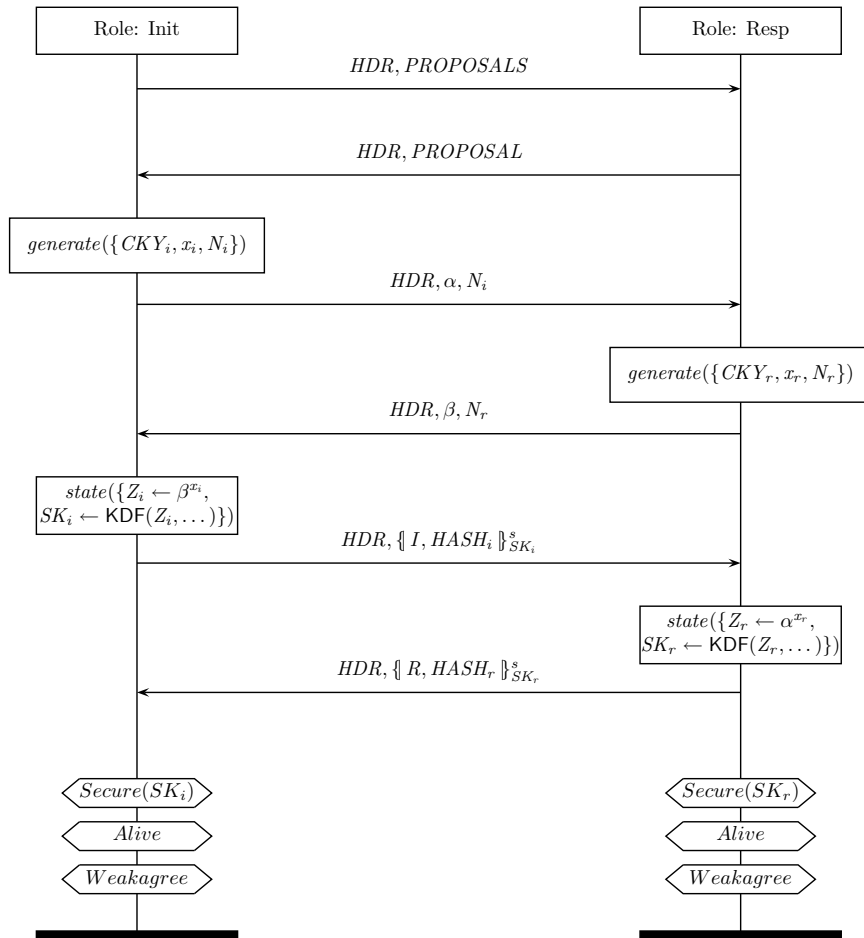 Role: Init
Role: Resp
HDR, PROPOSALS
HDR, PROPOSAL
generate({CKY_i, x_i, N_i})
HDR, α, N_i
generate({CKY_r, x_r, N_r})
HDR, β, N_r
state({Z_i ← β^{x_i},
SK_i ← KDF(Z_i, . . . )})
HDR, {| I, HASH_i |}^s_{SK_i}
state({Z_r ← α^{x_r},
SK_r ← KDF(Z_r, . . . )})
HDR, {| R, HASH_r |}^s_{SK_r}
Secure(SK_i)
Secure(SK_r)
Alive
Alive
Weakagree
Weakagree